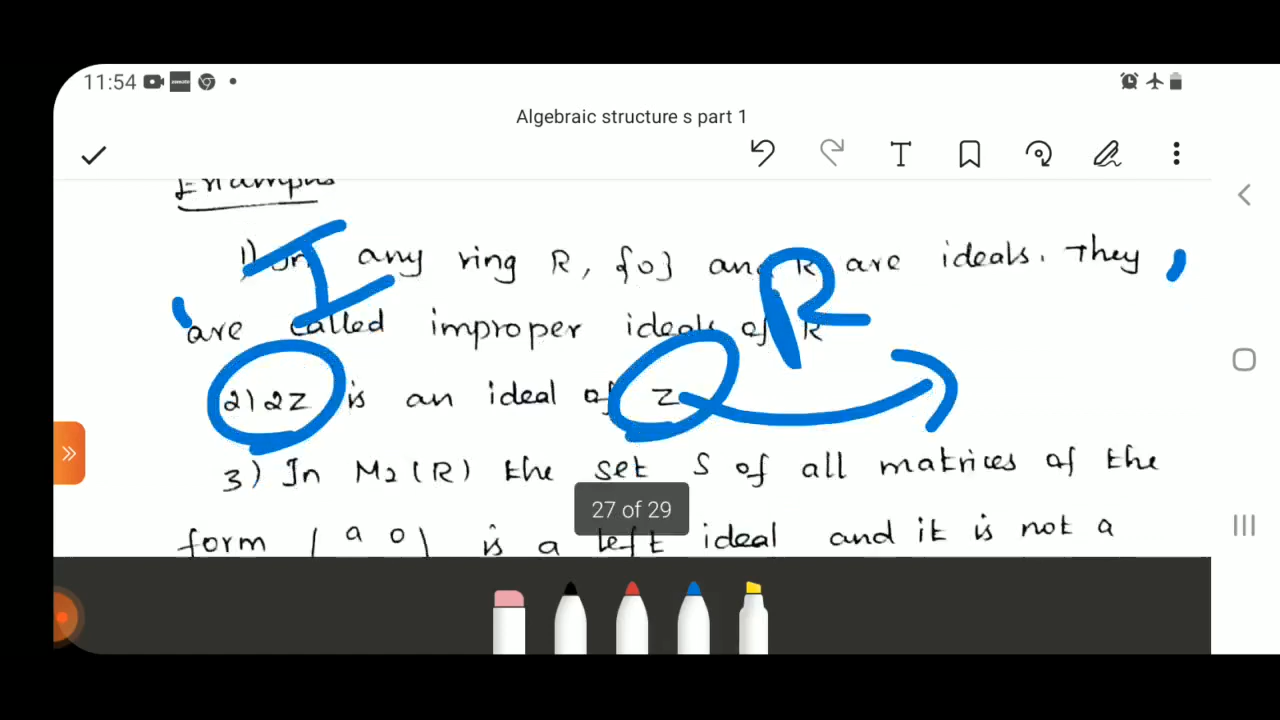 11:54
Algebraic structure s part 1
Examples
I
1) In any ring R, {0} and R are ideals. They
are called improper ideals of R
R
2) 2Z is an ideal of Z
3) In M2(R) the set S of all matrices of the
27 of 29
form ( a 0 ) is a left ideal and it is not a